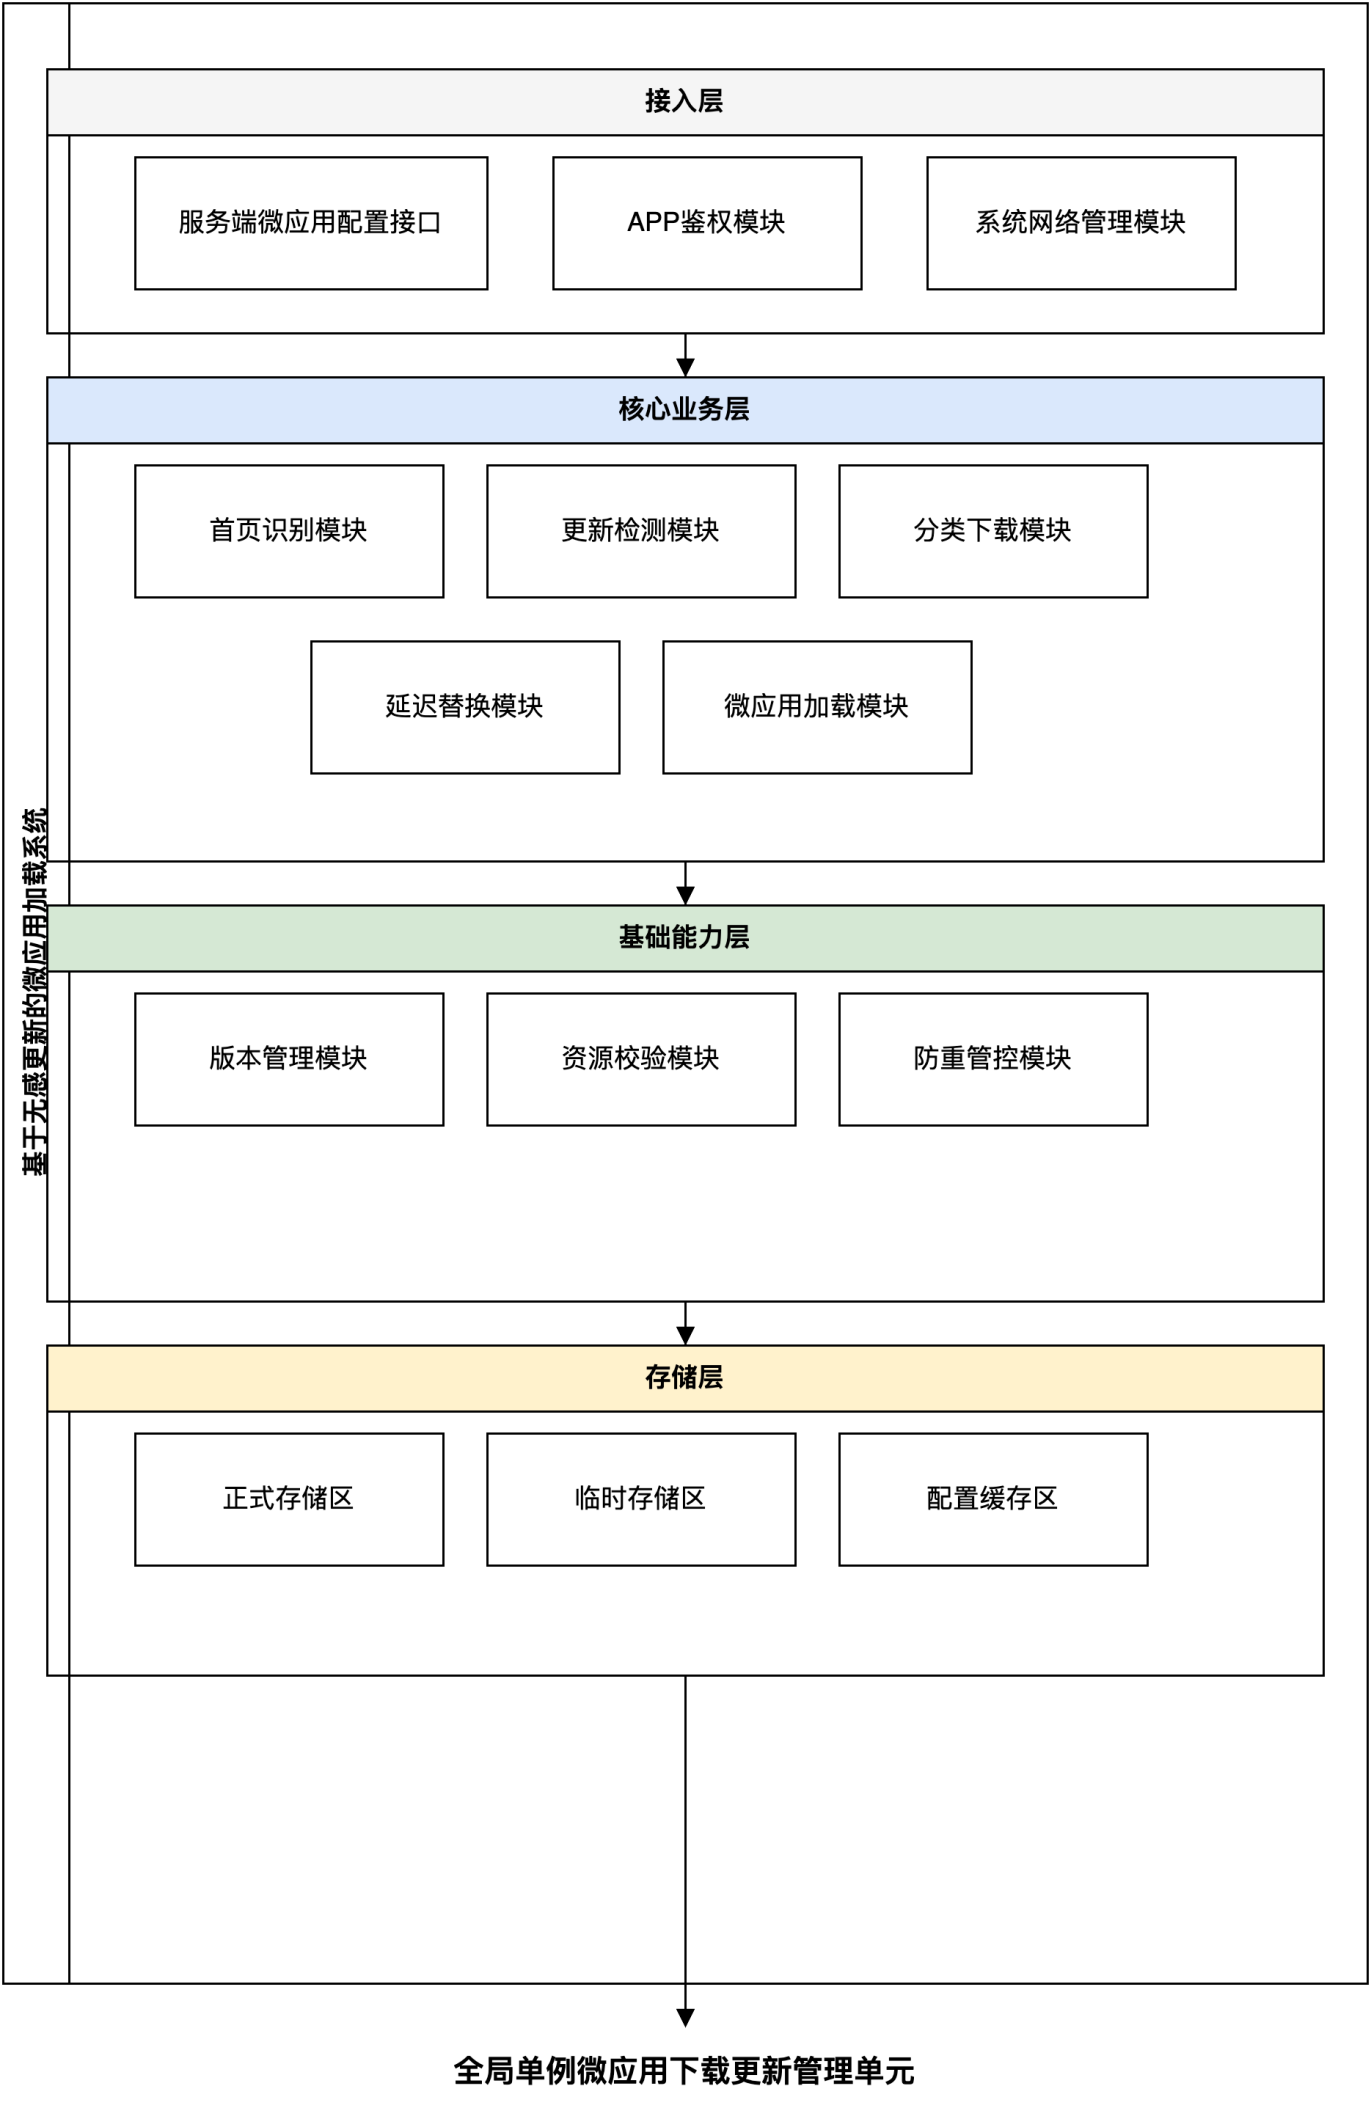 基于无感更新的微应用加载系统
接入层
服务端微应用配置接口
APP鉴权模块
系统网络管理模块
核心业务层
首页识别模块
更新检测模块
分类下载模块
延迟替换模块
微应用加载模块
基础能力层
版本管理模块
资源校验模块
防重管控模块
存储层
正式存储区
临时存储区
配置缓存区
全局单例微应用下载更新管理单元